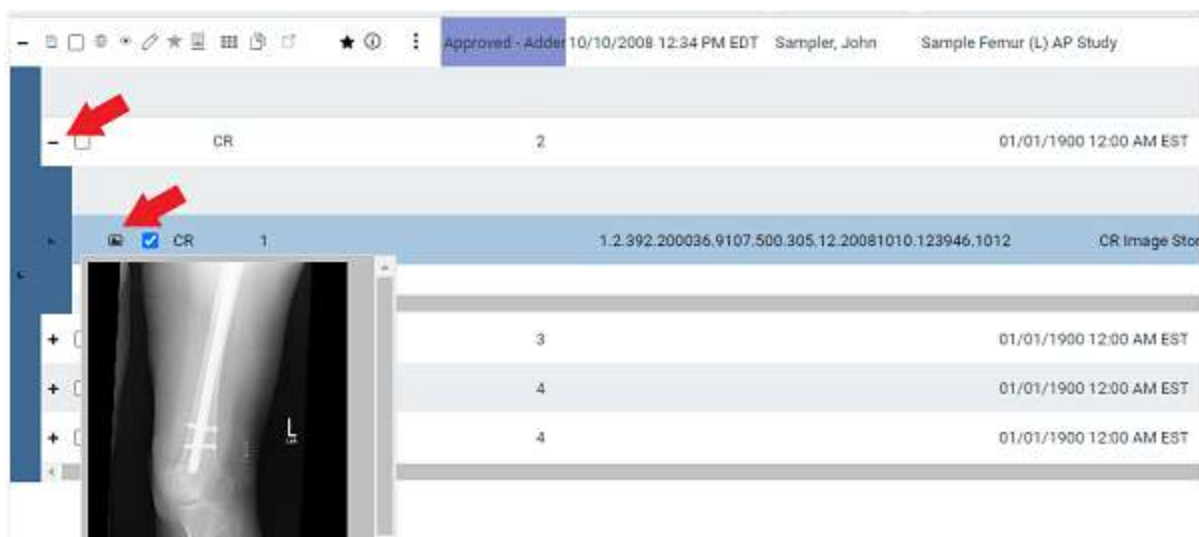 Approved - Adder 10/10/2008 12:34 PM EDT Sampler, John Sample Femur (L) AP Study
CR 2 01/01/1900 12:00 AM EST
CR 1 1.2.392.200036.9107.500.305.12.20081010.123946.1012 CR Image Stor
3 01/01/1900 12:00 AM EST
4 01/01/1900 12:00 AM EST
L
4 01/01/1900 12:00 AM EST